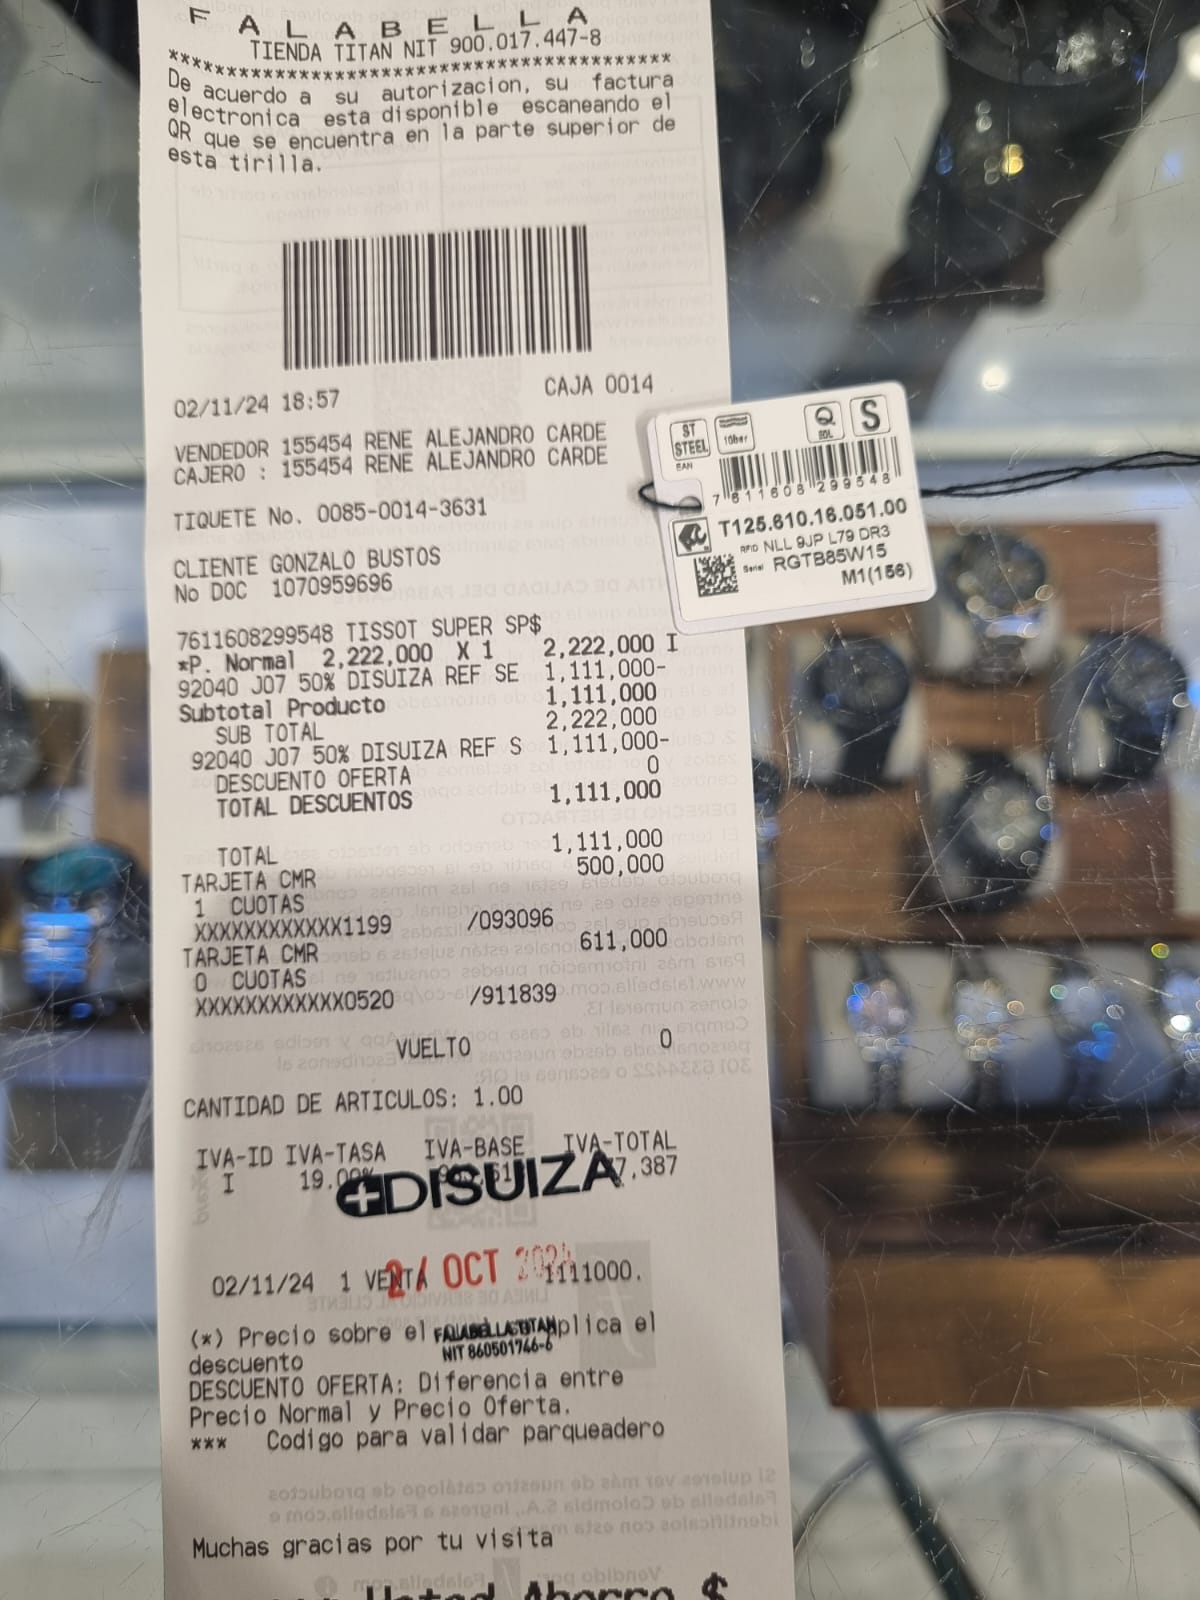 F A L A B E L L A
TIENDA TITAN NIT 900.017.447-8
******************************************
De acuerdo a su autorizacion, su factura
electronica esta disponible escaneando el
QR que se encuentra en la parte superior de
esta tirilla.
02/11/24 18:57 CAJA 0014
VENDEDOR 155454 RENE ALEJANDRO CARDE
CAJERO : 155454 RENE ALEJANDRO CARDE
TIQUETE No. 0085-0014-3631
CLIENTE GONZALO BUSTOS
No DOC 1070959696
7611608299548 TISSOT SUPER SP$
*P. Normal 2,222,000 X 1 2,222,000 I
92040 J07 50% DISUIZA REF SE 1,111,000-
Subtotal Producto 1,111,000
SUB TOTAL 2,222,000
92040 J07 50% DISUIZA REF S 1,111,000-
DESCUENTO OFERTA 0
TOTAL DESCUENTOS 1,111,000
TOTAL 1,111,000
TARJETA CMR 500,000
1 CUOTAS
XXXXXXXXXXXX1199 /093096
TARJETA CMR 611,000
0 CUOTAS
XXXXXXXXXXXX0520 /911839
VUELTO 0
CANTIDAD DE ARTICULOS: 1.00
IVA-ID IVA-TASA IVA-BASE IVA-TOTAL
I 19.00% 7.387
DISUIZA
02/11/24 1 VENTA 1111000.
OCT 2024
(*) Precio sobre el aplica el
FALABELLA TITAN
NIT 860501746-6
descuento
DESCUENTO OFERTA: Diferencia entre
Precio Normal y Precio Oferta.
*** Codigo para validar parqueadero
Muchas gracias por tu visita
Usted Ahorro $
ST STEEL
10bar
Q
SDL
S
EAN
7 611608 299548
T125.610.16.051.00
RFID NLL 9JP L79 DR3
Serial RGTB85W15
M1(156)